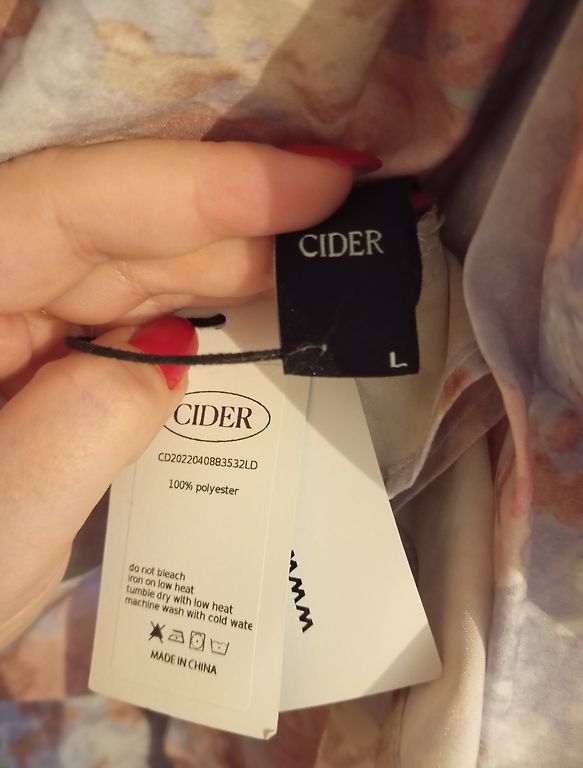 CIDER
L
CIDER
CD2022040883532LD
100% polyester
do not bleach
iron on low heat
tumble dry with low heat
machine wash with cold wate
MADE IN CHINA